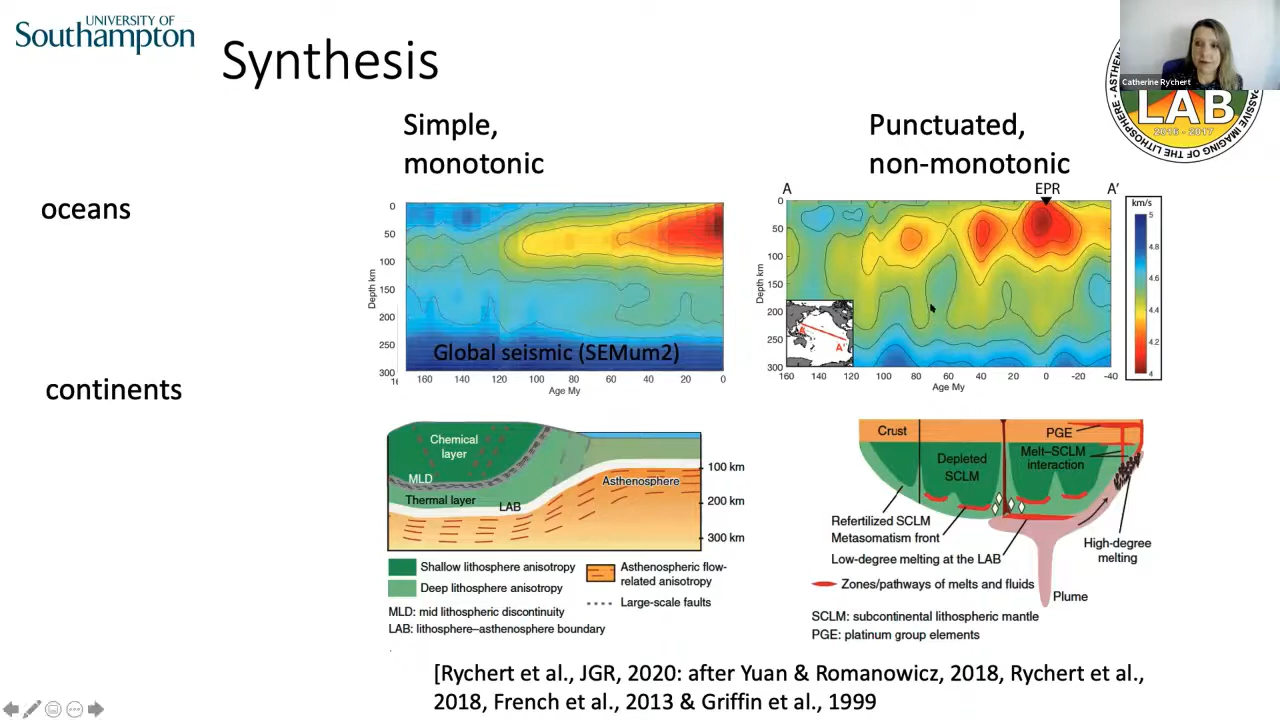 UNIVERSITY OF
Southampton
Synthesis
Catherine Rychert
LAB
2016 - 2017
PASSIVE IMAGING OF THE LITHOSPHERE - ASTHEN
Simple,
monotonic
Punctuated,
non-monotonic
oceans
continents
0
50
100
150
200
250
300
Depth km
Global seismic (SEMum2)
160 140 120 100 80 60 40 20 0
Age My
A EPR A'
0
50
100
150
200
250
300
Depth km
A
A'
160 140 120 100 80 60 40 20 0 -20 -40
Age My
km/s
5
4.8
4.6
4.4
4.2
4
Chemical
layer
MLD
Thermal layer
LAB
Asthenosphere
100 km
200 km
300 km
Shallow lithosphere anisotropy
Deep lithosphere anisotropy
Asthenospheric flow-
related anisotropy
Large-scale faults
MLD: mid lithospheric discontinuity
LAB: lithosphere–asthenosphere boundary
Crust
PGE
Depleted
SCLM
Melt–SCLM
interaction
Refertilized SCLM
Metasomatism front
Low-degree melting at the LAB
High-degree
melting
Zones/pathways of melts and fluids
Plume
SCLM: subcontinental lithospheric mantle
PGE: platinum group elements
[Rychert et al., JGR, 2020: after Yuan & Romanowicz, 2018, Rychert et al.,
2018, French et al., 2013 & Griffin et al., 1999